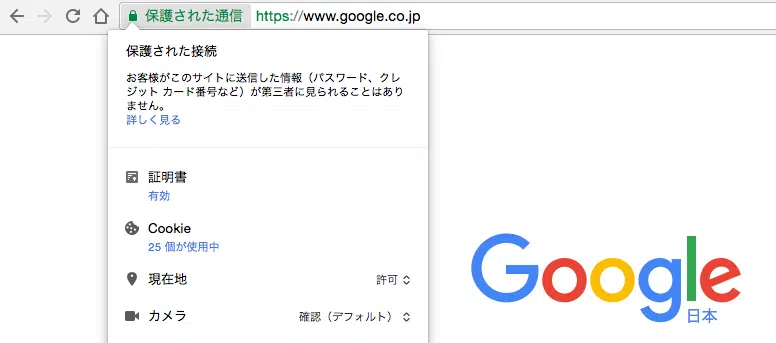 保護された通信 https://www.google.co.jp
保護された接続
お客様がこのサイトに送信した情報（パスワード、クレ
ジット カード番号など）が第三者に見られることはあり
ません。
詳しく見る
証明書
有効
Cookie
25 個が使用中
現在地 許可
カメラ 確認（デフォルト）
Google
日本